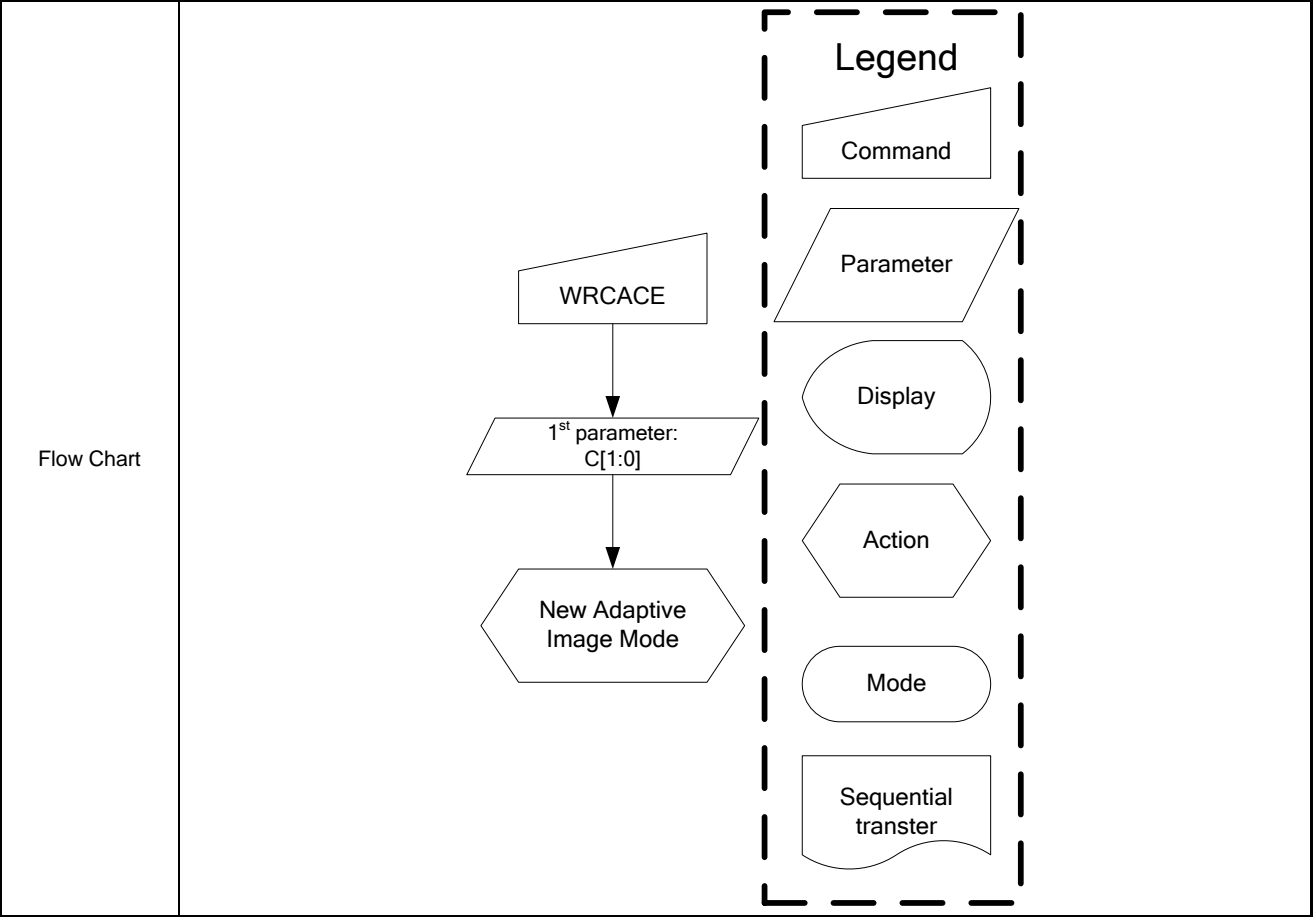 Flow Chart
WRCACE
1st parameter:
C[1:0]
New Adaptive
Image Mode
Legend
Command
Parameter
Display
Action
Mode
Sequential
transter